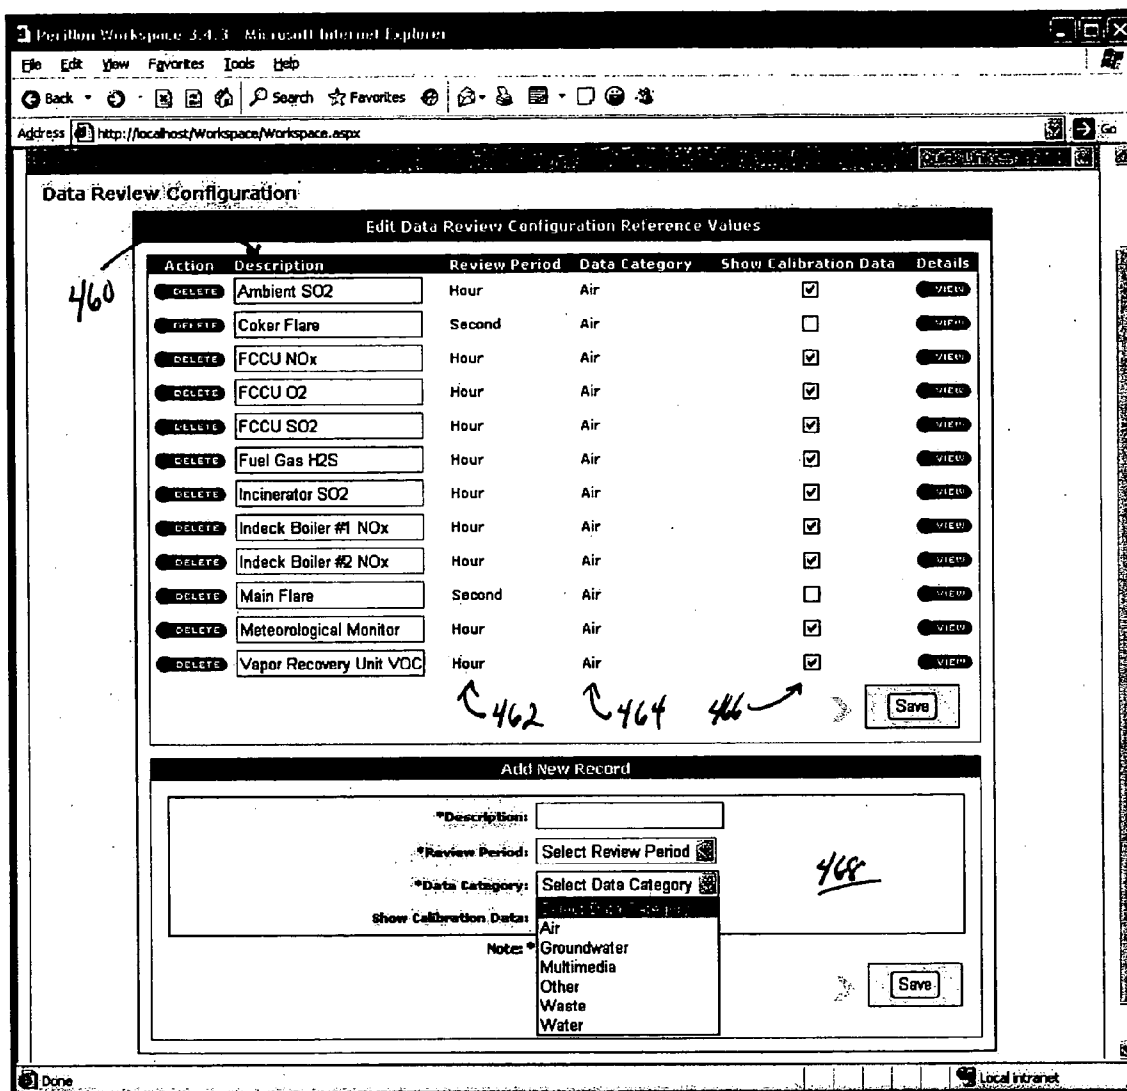 Perillon Workspace 3.4.3 - Microsoft Internet Explorer
File Edit View Favorites Tools Help
Back Search Favorites
Address http://localhost/Workspace/Workspace.aspx Go
Data Review Configuration
Edit Data Review Configuration Reference Values
Action Description Review Period Data Category Show Calibration Data Details
460
DELETE Ambient SO2 Hour Air VIEW
DELETE Coker Flare Second Air VIEW
DELETE FCCU NOx Hour Air VIEW
DELETE FCCU O2 Hour Air VIEW
DELETE FCCU SO2 Hour Air VIEW
DELETE Fuel Gas H2S Hour Air VIEW
DELETE Incinerator SO2 Hour Air VIEW
DELETE Indeck Boiler #1 NOx Hour Air VIEW
DELETE Indeck Boiler #2 NOx Hour Air VIEW
DELETE Main Flare Second Air VIEW
DELETE Meteorological Monitor Hour Air VIEW
DELETE Vapor Recovery Unit VOC Hour Air VIEW
462 464 466 Save
Add New Record
*Description:
*Review Period: Select Review Period
*Data Category: Select Data Category
468
Select Data Category
Show Calibration Data:
Air
Note: *
Groundwater
Multimedia
Other
Waste
Water
Save
Done Local intranet